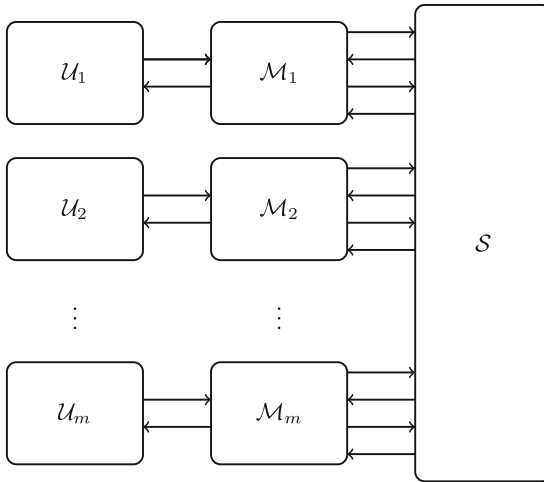 𝒰₁ ℳ₁
𝒰₂ ℳ₂
𝒮
⋮ ⋮
𝒰ₘ ℳₘ